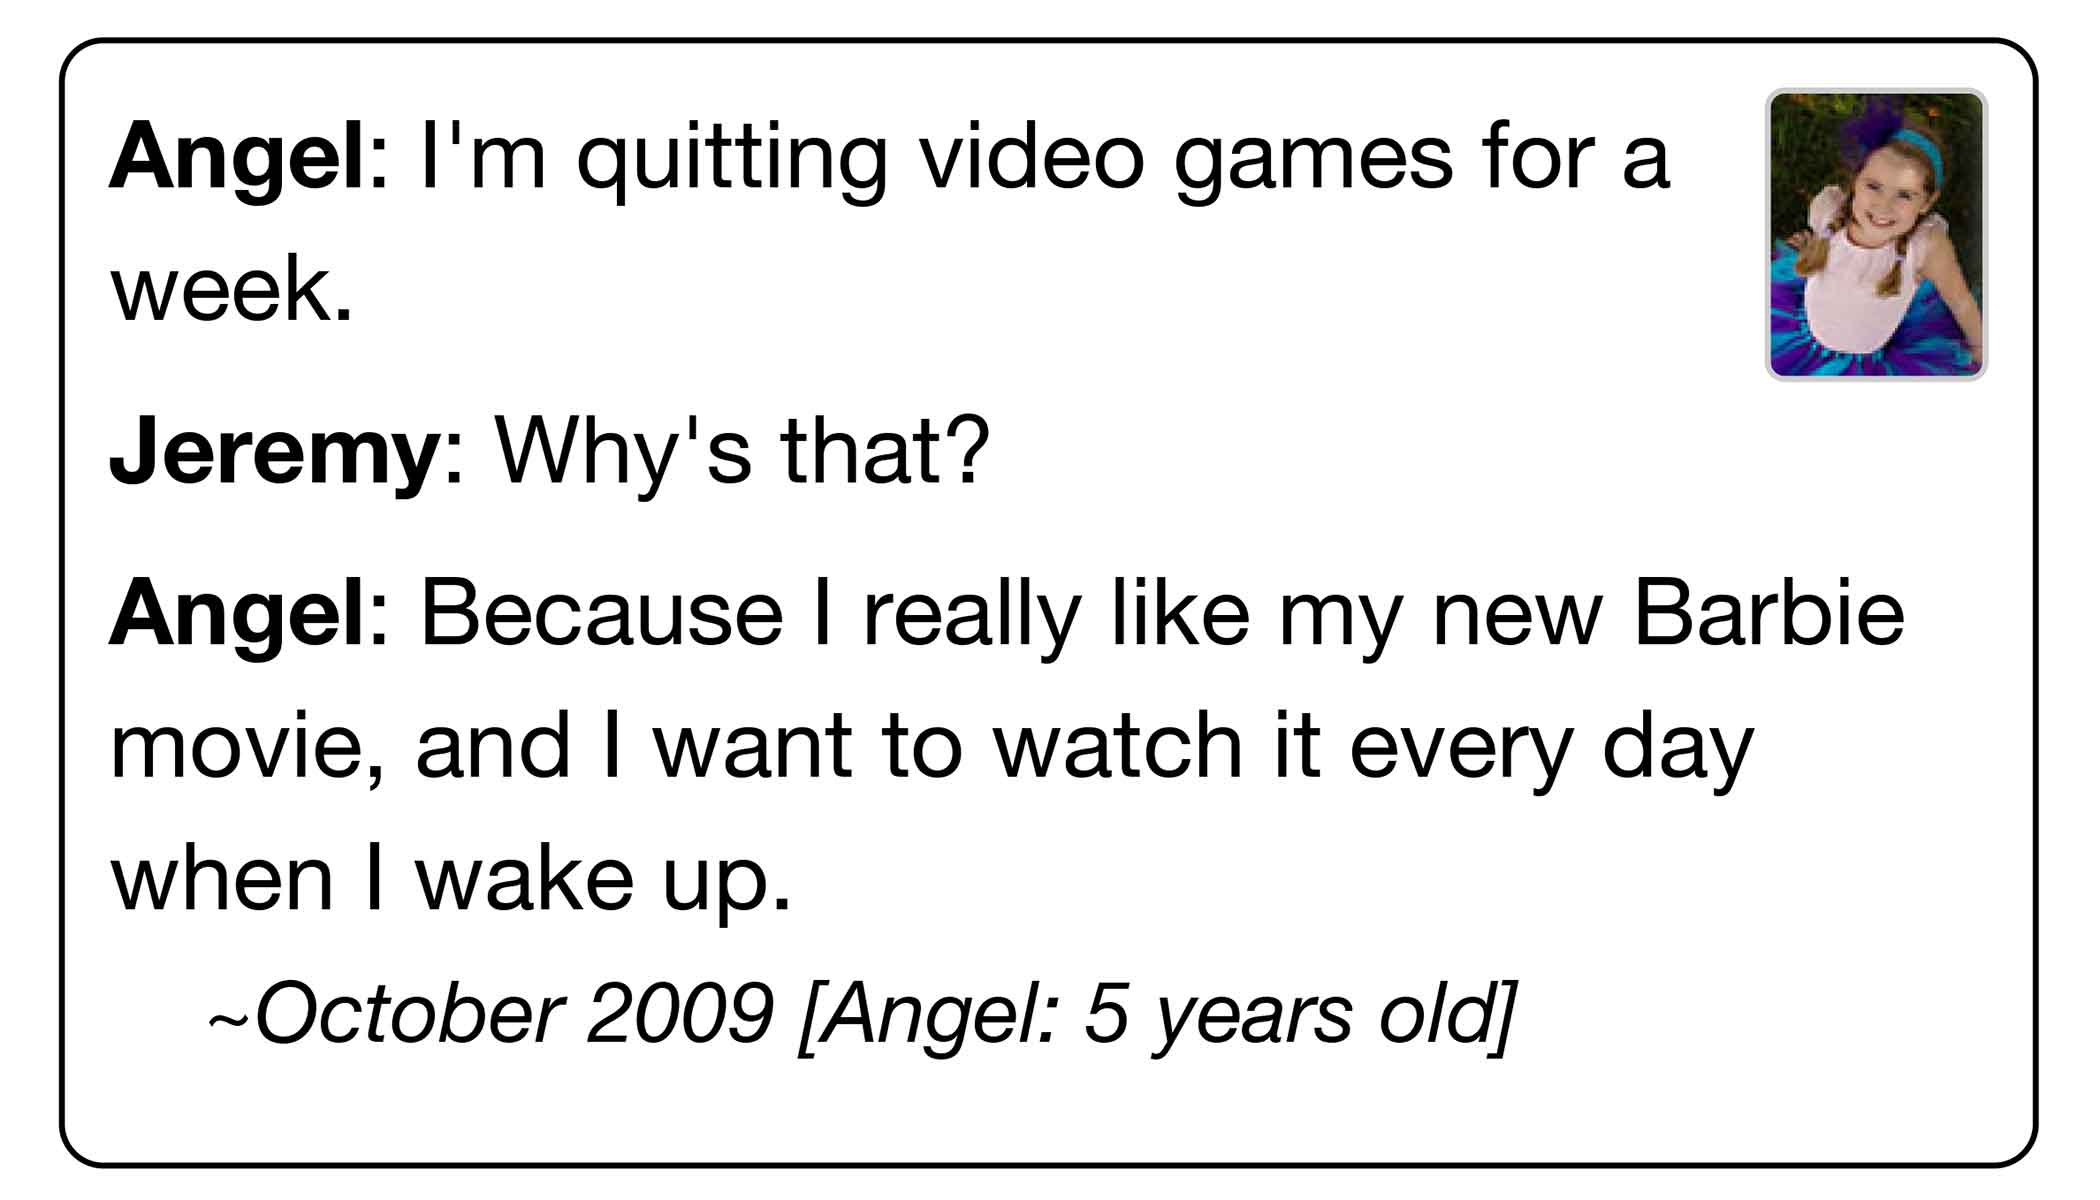 Angel: I'm quitting video games for a
week.
Jeremy: Why's that?
Angel: Because I really like my new Barbie
movie, and I want to watch it every day
when I wake up.
~October 2009 [Angel: 5 years old]